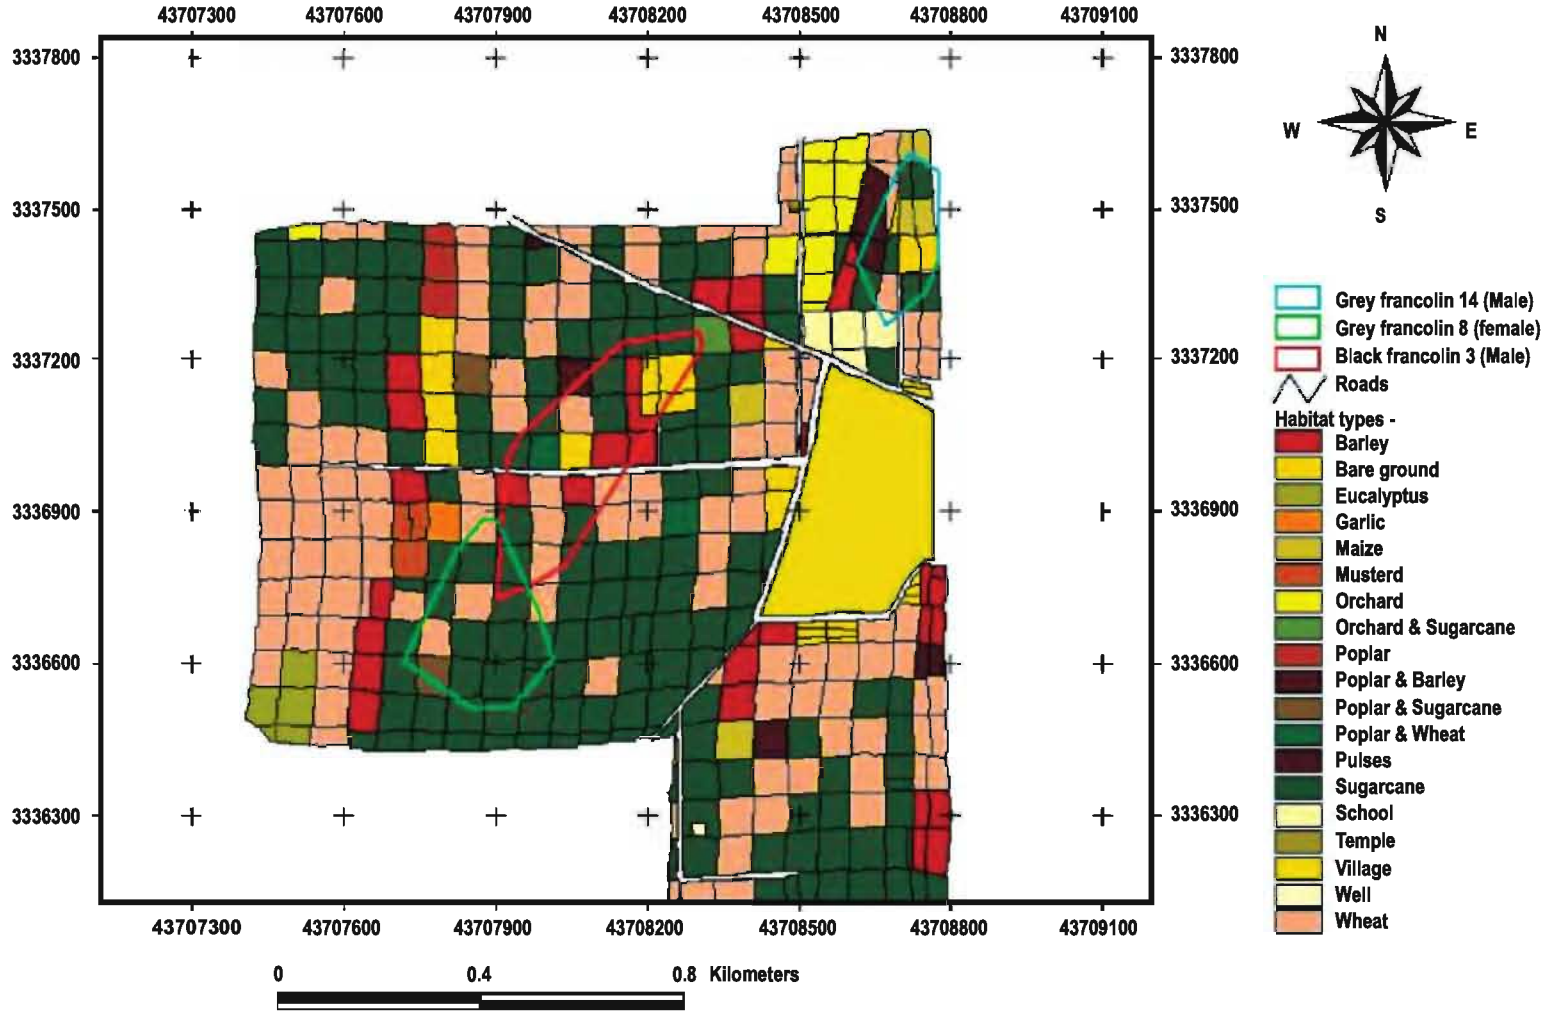 43707300 43707600 43707900 43708200 43708500 43708800 43709100
3337800 3337800
3337500 3337500
3337200 3337200
3336900 3336900
3336600 3336600
3336300 3336300
43707300 43707600 43707900 43708200 43708500 43708800 43709100
0 0.4 0.8 Kilometers
N
W E
S
Grey francolin 14 (Male)
Grey francolin 8 (female)
Black francolin 3 (Male)
Roads
Habitat types -
Barley
Bare ground
Eucalyptus
Garlic
Maize
Musterd
Orchard
Orchard & Sugarcane
Poplar
Poplar & Barley
Poplar & Sugarcane
Poplar & Wheat
Pulses
Sugarcane
School
Temple
Village
Well
Wheat